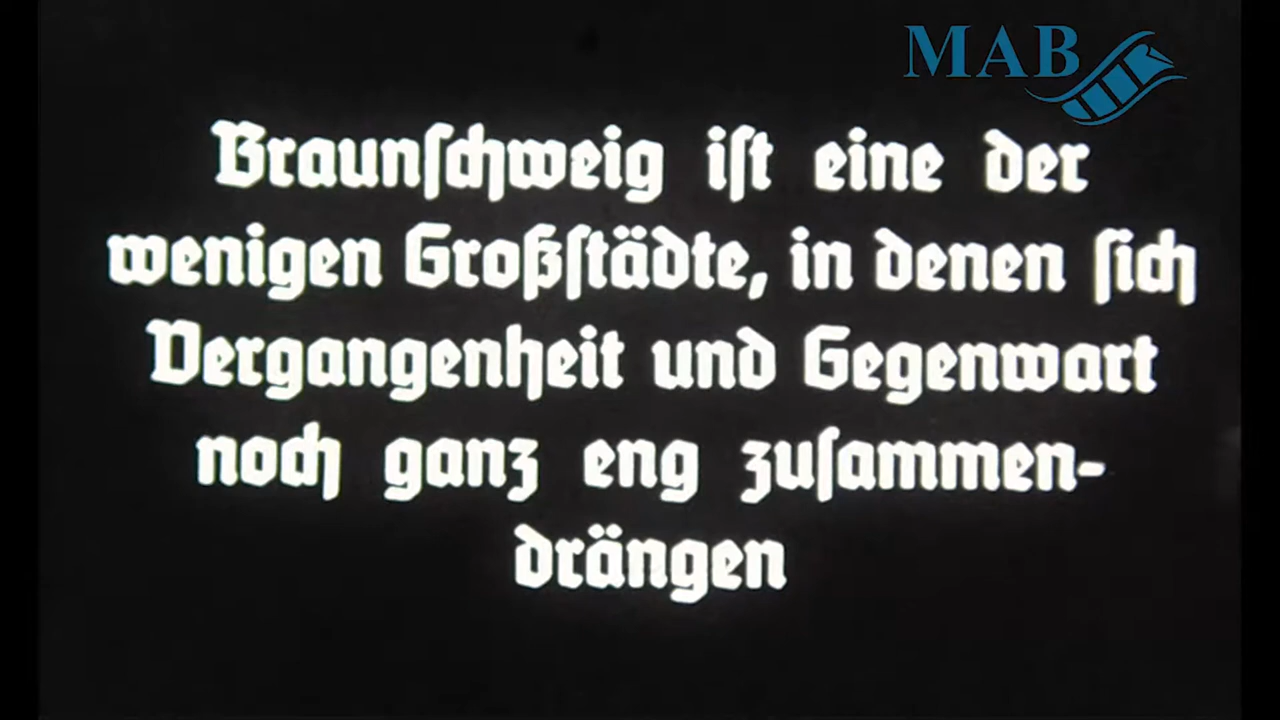 MAB
Braunſchweig iſt eine der
wenigen Großſtädte, in denen ſich
Vergangenheit und Gegenwart
noch ganz eng zuſammen-
drängen